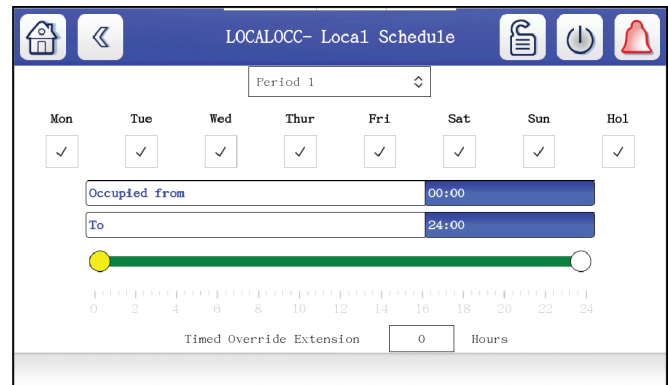 LOCALOCC- Local Schedule
Period 1
Mon Tue Wed Thur Fri Sat Sun Hol
Occupied from 00:00
To 24:00
0 2 4 6 8 10 12 14 16 18 20 22 24
Timed Override Extension 0 Hours